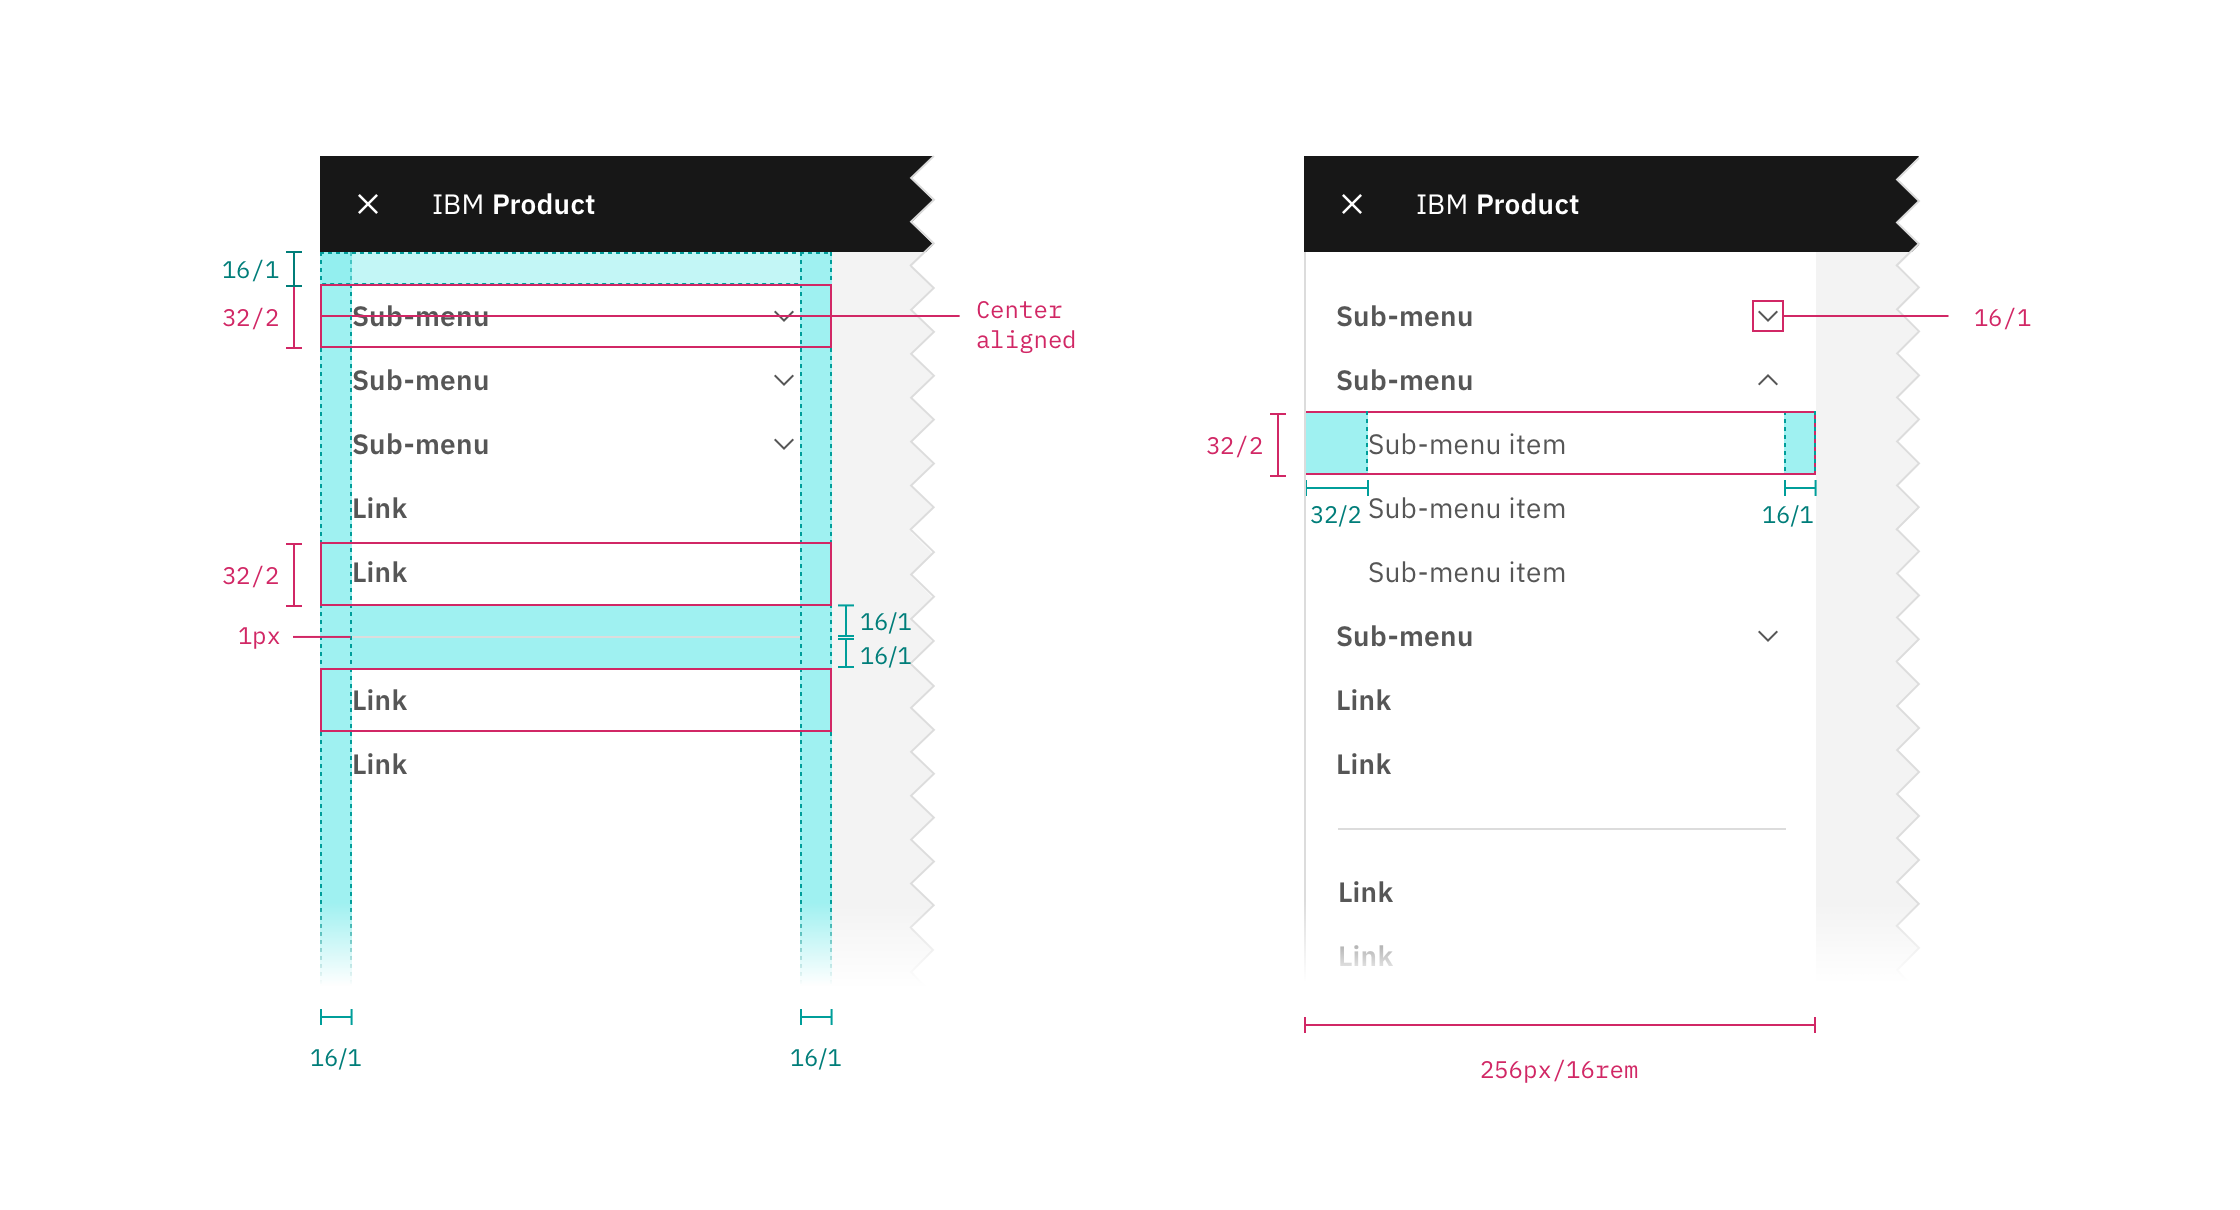 IBM Product
16/1
32/2
Sub-menu
Center
aligned
Sub-menu
Sub-menu
Link
32/2
Link
16/1
1px
16/1
Link
Link
16/1
16/1
IBM Product
Sub-menu
16/1
Sub-menu
32/2
Sub-menu item
32/2
Sub-menu item
16/1
Sub-menu item
Sub-menu
Link
Link
Link
Link
256px/16rem